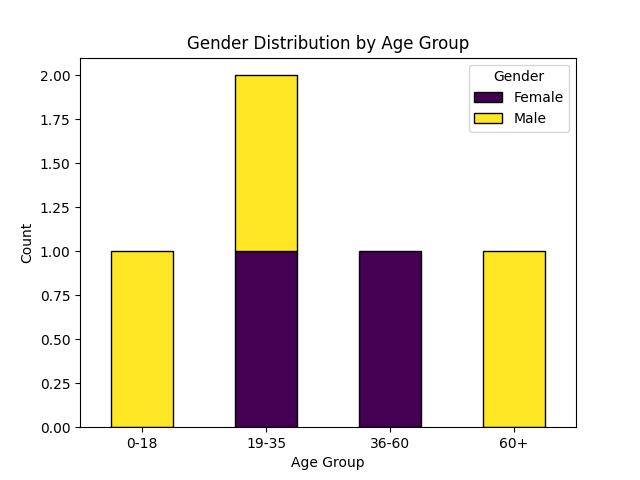 Gender Distribution by Age Group
Gender
Female
Male
2.00
1.75
1.50
1.25
1.00
0.75
0.50
0.25
0.00
Count
0-18 19-35 36-60 60+
Age Group